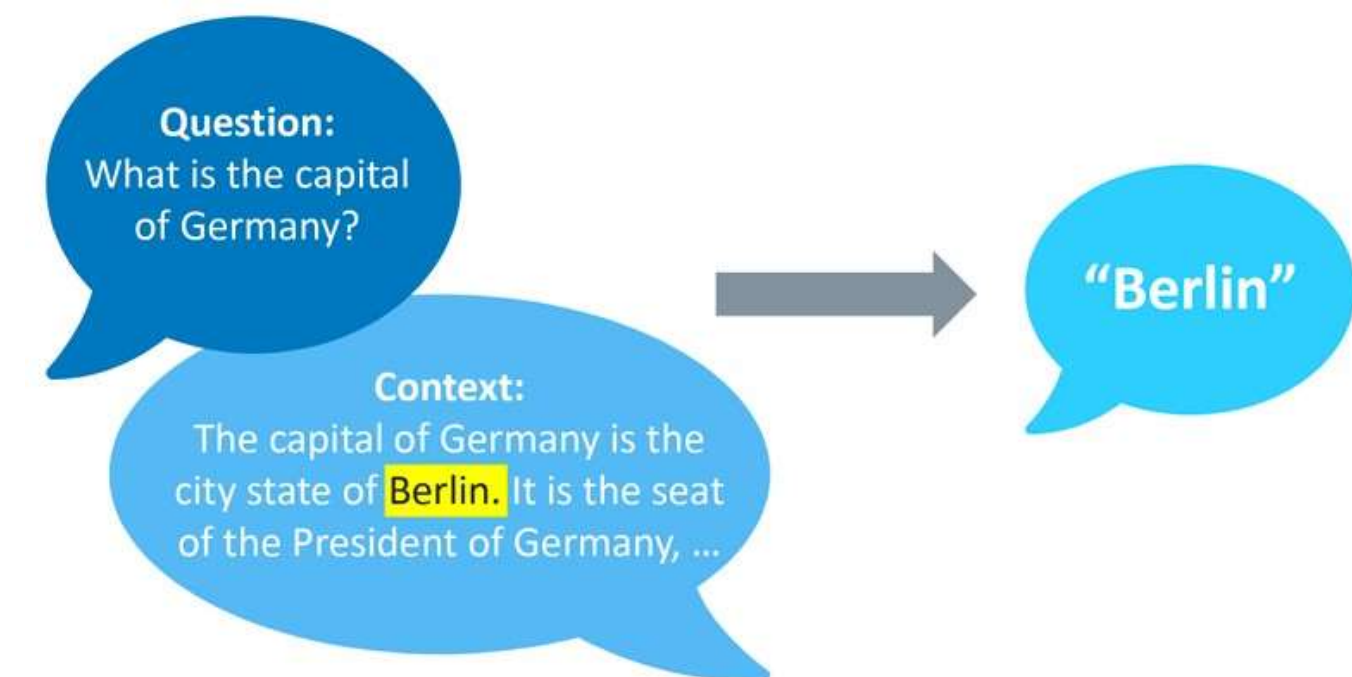 Question:
What is the capital
of Germany?
Context:
The capital of Germany is the
city state of Berlin. It is the seat
of the President of Germany, ...
“Berlin”